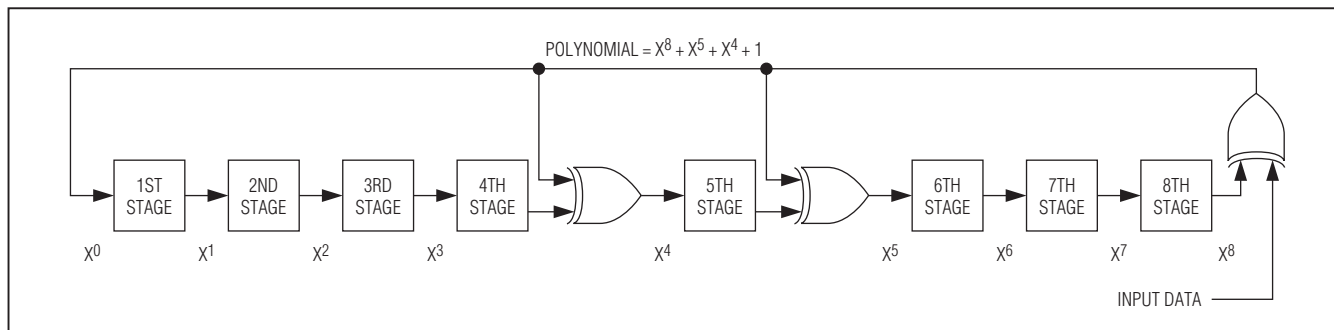 POLYNOMIAL = X⁸ + X⁵ + X⁴ + 1
1ST
STAGE
2ND
STAGE
3RD
STAGE
4TH
STAGE
5TH
STAGE
6TH
STAGE
7TH
STAGE
8TH
STAGE
X⁰
X¹
X²
X³
X⁴
X⁵
X⁶
X⁷
X⁸
INPUT DATA